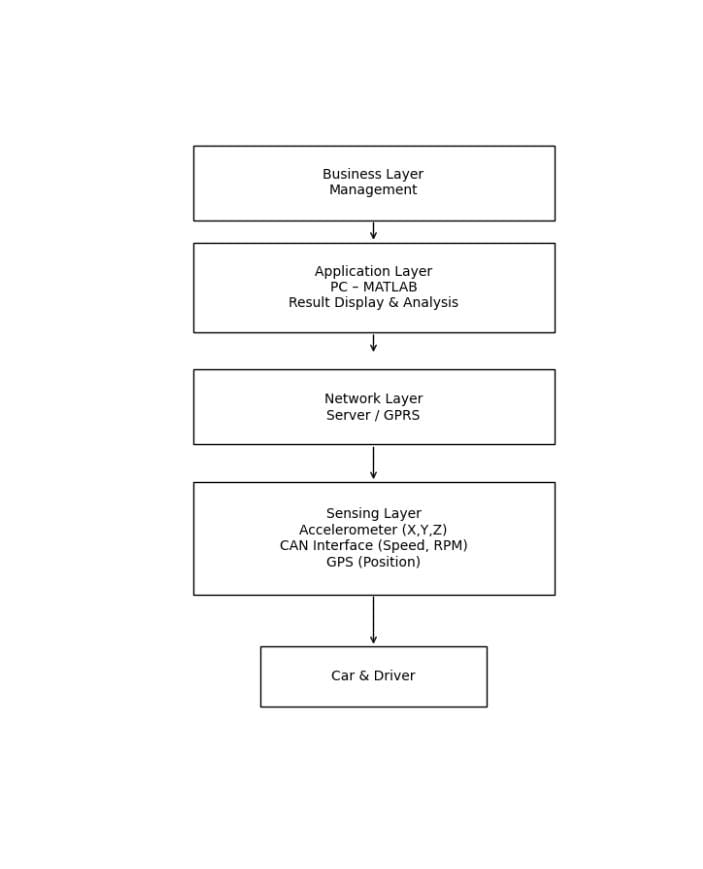 Business Layer
Management
Application Layer
PC – MATLAB
Result Display & Analysis
Network Layer
Server / GPRS
Sensing Layer
Accelerometer (X,Y,Z)
CAN Interface (Speed, RPM)
GPS (Position)
Car & Driver